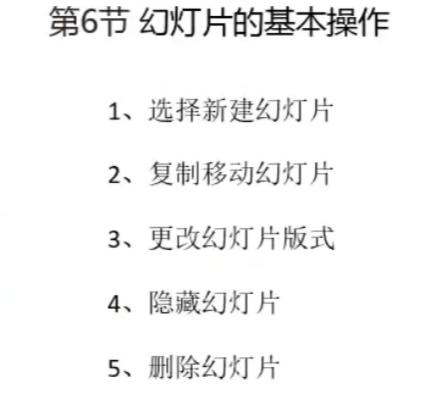 第6节 幻灯片的基本操作
1、选择新建幻灯片
2、复制移动幻灯片
3、更改幻灯片版式
4、隐藏幻灯片
5、删除幻灯片